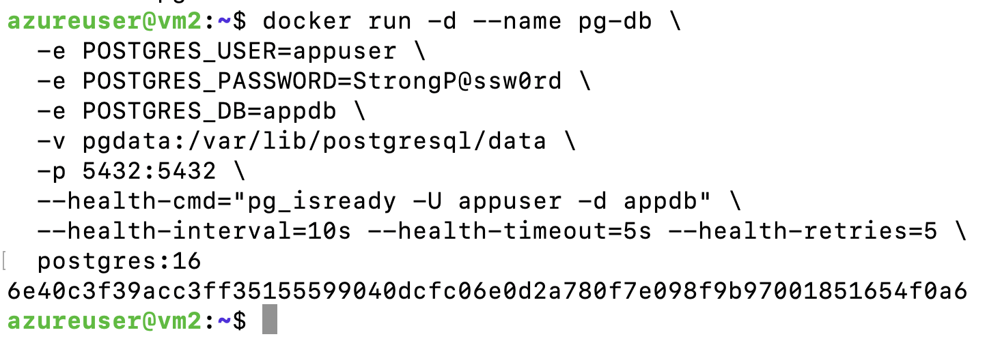 azureuser@vm2:~$ docker run -d --name pg-db \
  -e POSTGRES_USER=appuser \
  -e POSTGRES_PASSWORD=StrongP@ssw0rd \
  -e POSTGRES_DB=appdb \
  -v pgdata:/var/lib/postgresql/data \
  -p 5432:5432 \
  --health-cmd="pg_isready -U appuser -d appdb" \
  --health-interval=10s --health-timeout=5s --health-retries=5 \
  postgres:16
6e40c3f39acc3ff35155599040dcfc06e0d2a780f7e098f9b97001851654f0a6
azureuser@vm2:~$